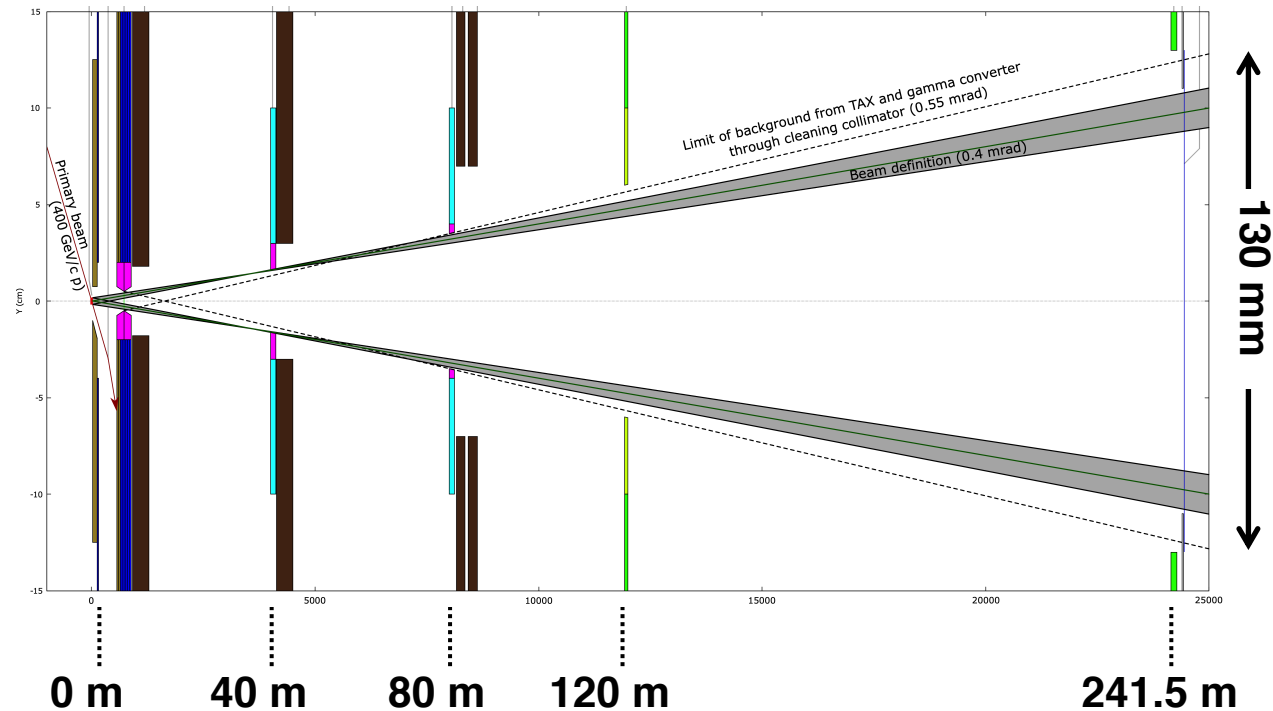 15
10
5
0
-5
-10
-15
Y (cm)
Primary beam
(400 GeV/c p)
Limit of background from TAX and gamma converter
through cleaning collimator (0.55 mrad)
Beam definition (0.4 mrad)
130 mm
0
5000
10000
15000
20000
25000
0 m
40 m
80 m
120 m
241.5 m